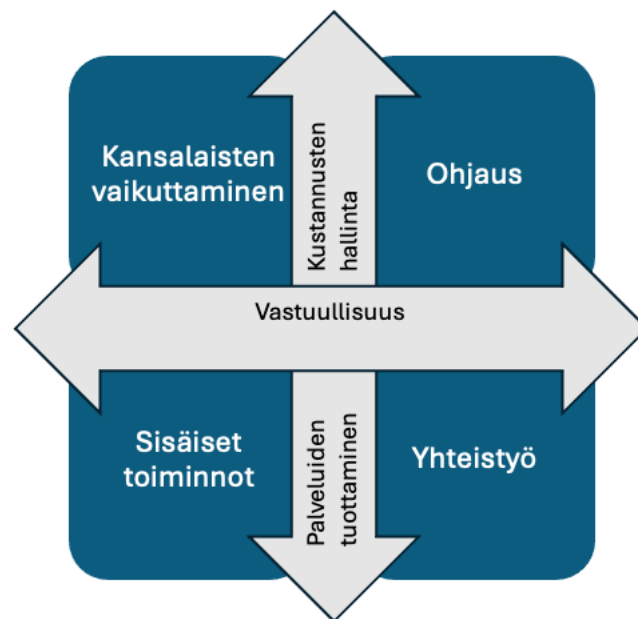 Kansalaisten
vaikuttaminen
Kustannusten
hallinta
Ohjaus
Vastuullisuus
Sisäiset
toiminnot
Palveluiden
tuottaminen
Yhteistyö